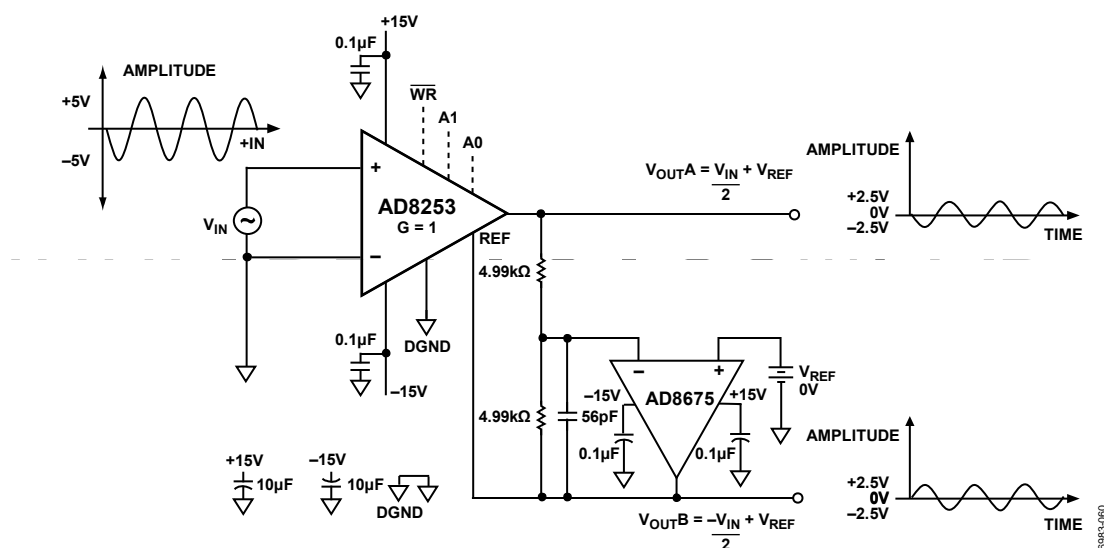 +15V
0.1µF
AMPLITUDE
+5V
–5V
+IN
WR
A1
A0
+
AD8253
G = 1
REF
–
V_IN
V_OUTA = V_IN + V_REF
2
AMPLITUDE
+2.5V
0V
–2.5V
TIME
4.99kΩ
0.1µF
DGND
–15V
–
+
AD8675
–15V
+15V
V_REF
0V
4.99kΩ
56pF
0.1µF
0.1µF
AMPLITUDE
+2.5V
0V
–2.5V
TIME
+15V
10µF
–15V
10µF
DGND
V_OUTB = –V_IN + V_REF
2